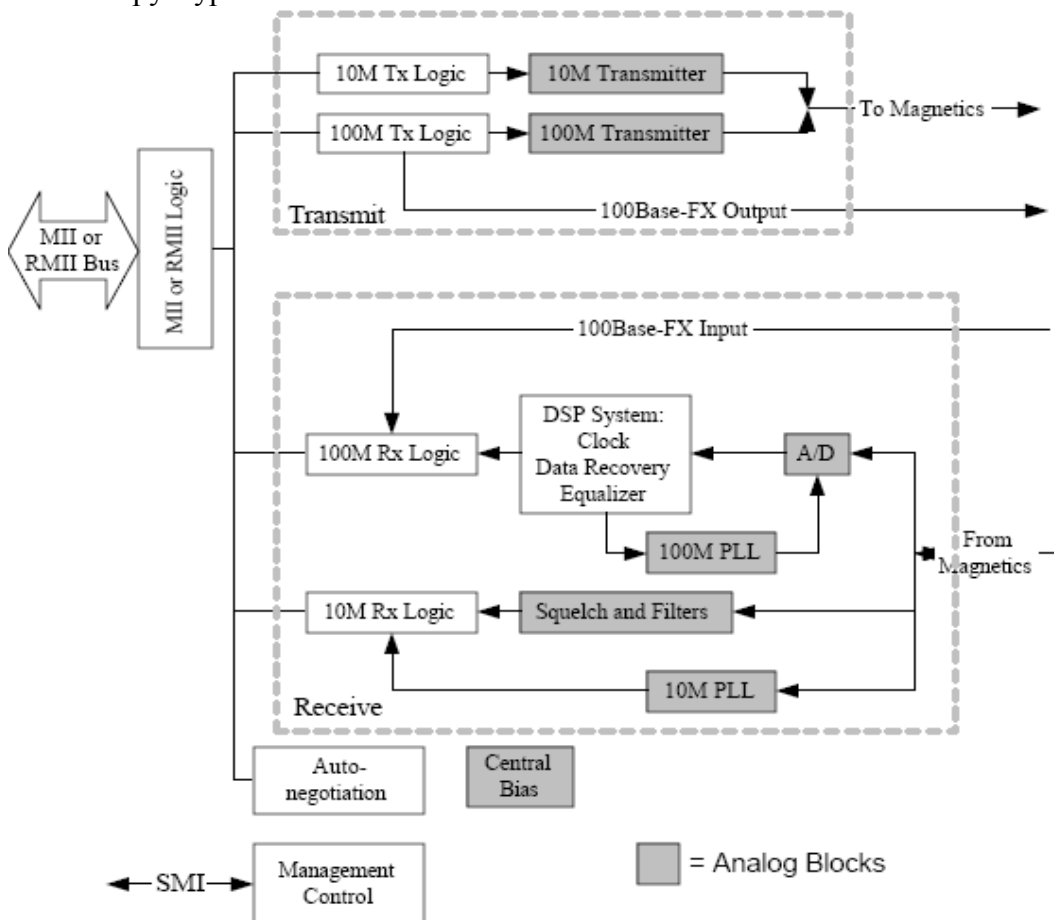 10M Tx Logic
10M Transmitter
To Magnetics
100M Tx Logic
100M Transmitter
Transmit
100Base-FX Output
MII or
RMII Bus
MII or RMII Logic
100Base-FX Input
DSP System:
Clock
Data Recovery
Equalizer
100M Rx Logic
A/D
100M PLL
From
Magnetics
10M Rx Logic
Squelch and Filters
10M PLL
Receive
Auto-
negotiation
Central
Bias
SMI
Management
Control
= Analog Blocks